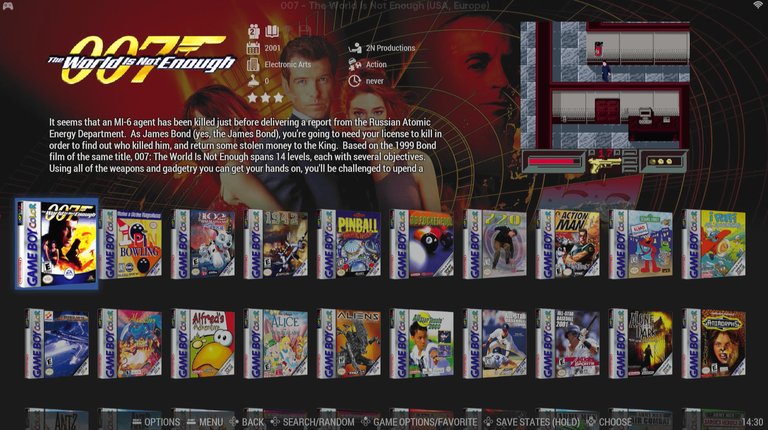 007 - The World Is Not Enough (USA, Europe)
007
The World Is Not Enough
2
2001
2N Productions
Electronic Arts
Action
0
never
It seems that an MI-6 agent has been killed just before delivering a report from the Russian Atomic
Energy Department. As James Bond (yes, the James Bond), you're going to need your license to kill in
order to find out who killed him, and return some stolen money to the King. Based on the 1999 Bond
film of the same title, 007: The World Is Not Enough spans 14 levels, each with several objectives.
Using all of the weapons and gadgetry you can get your hands on, you'll be challenged to upend a
GAME BOY COLOR
007
BOWLING
102
1942
PINBALL
720
ACTION MAN
Alfred's Adventure
ALICE
ALIENS
ALL-STAR BASEBALL 2001
ALONE IN THE DARK
ANIMORPHS
ANTZ
OPTIONS
MENU
BACK
SEARCH/RANDOM
GAME OPTIONS/FAVORITE
SAVE STATES (HOLD)
CHOOSE
14:30